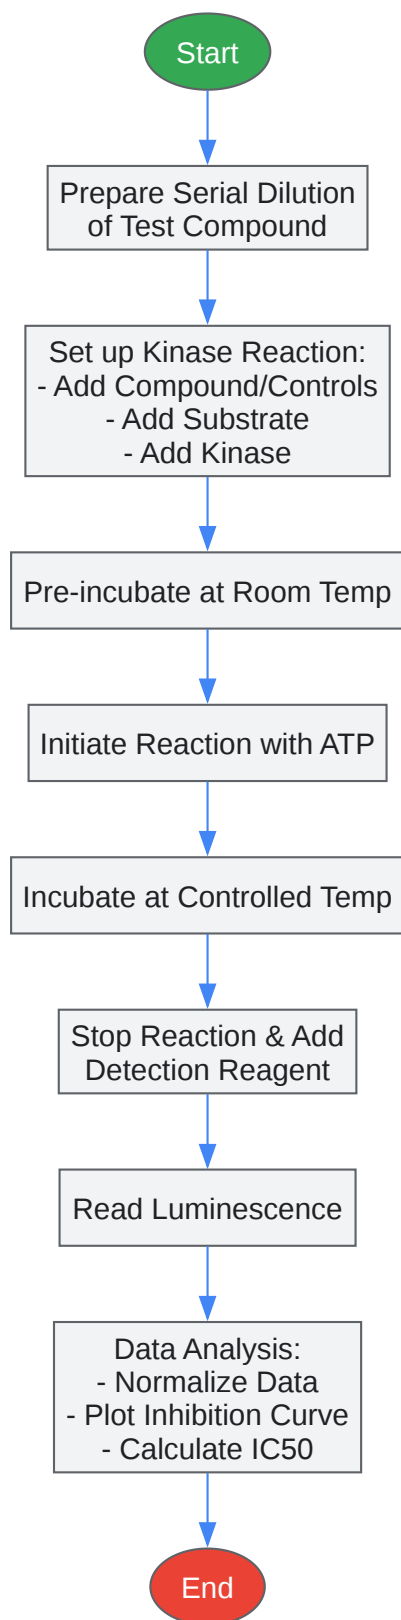 Start
Prepare Serial Dilution
of Test Compound
Set up Kinase Reaction:
- Add Compound/Controls
- Add Substrate
- Add Kinase
Pre-incubate at Room Temp
Initiate Reaction with ATP
Incubate at Controlled Temp
Stop Reaction & Add
Detection Reagent
Read Luminescence
Data Analysis:
- Normalize Data
- Plot Inhibition Curve
- Calculate IC50
End